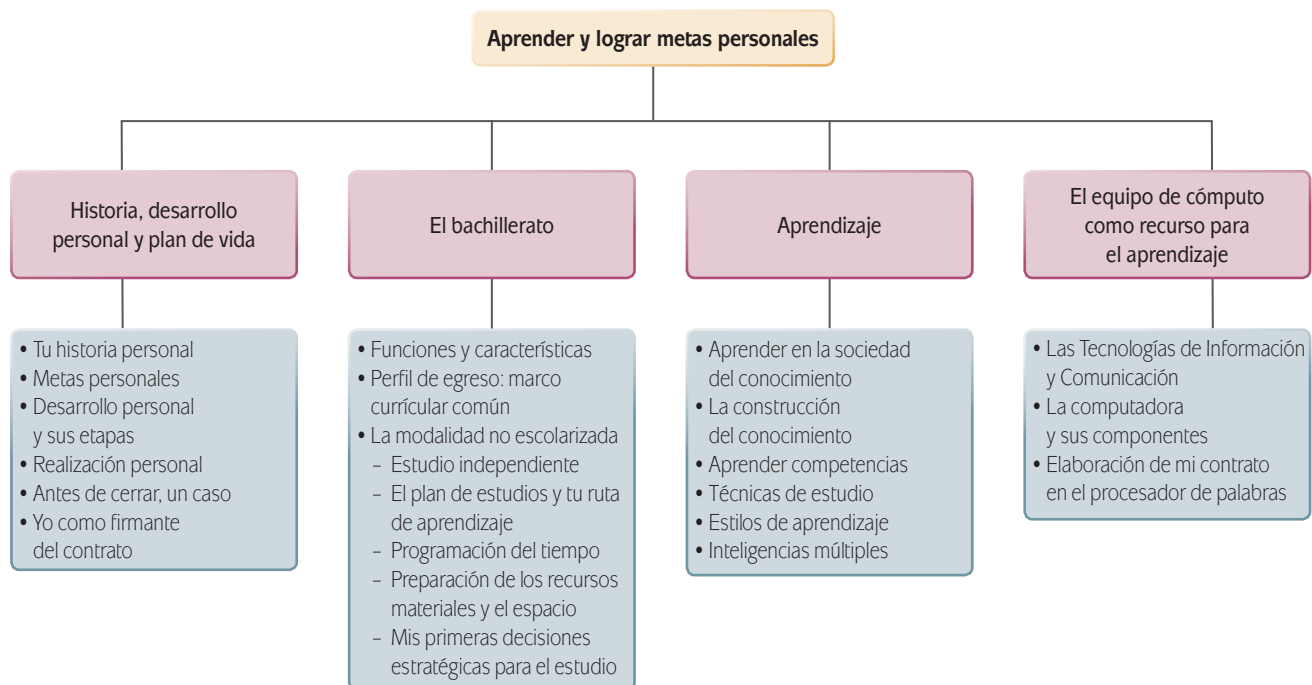 Aprender y lograr metas personales
Historia, desarrollo
personal y plan de vida
• Tu historia personal
• Metas personales
• Desarrollo personal
y sus etapas
• Realización personal
• Antes de cerrar, un caso
• Yo como firmante
del contrato
El bachillerato
• Funciones y características
• Perfil de egreso: marco
currícular común
• La modalidad no escolarizada
– Estudio independiente
– El plan de estudios y tu ruta
de aprendizaje
– Programación del tiempo
– Preparación de los recursos
materiales y el espacio
– Mis primeras decisiones
estratégicas para el estudio
Aprendizaje
• Aprender en la sociedad
del conocimiento
• La construcción
del conocimiento
• Aprender competencias
• Técnicas de estudio
• Estilos de aprendizaje
• Inteligencias múltiples
El equipo de cómputo
como recurso para
el aprendizaje
• Las Tecnologías de Información
y Comunicación
• La computadora
y sus componentes
• Elaboración de mi contrato
en el procesador de palabras